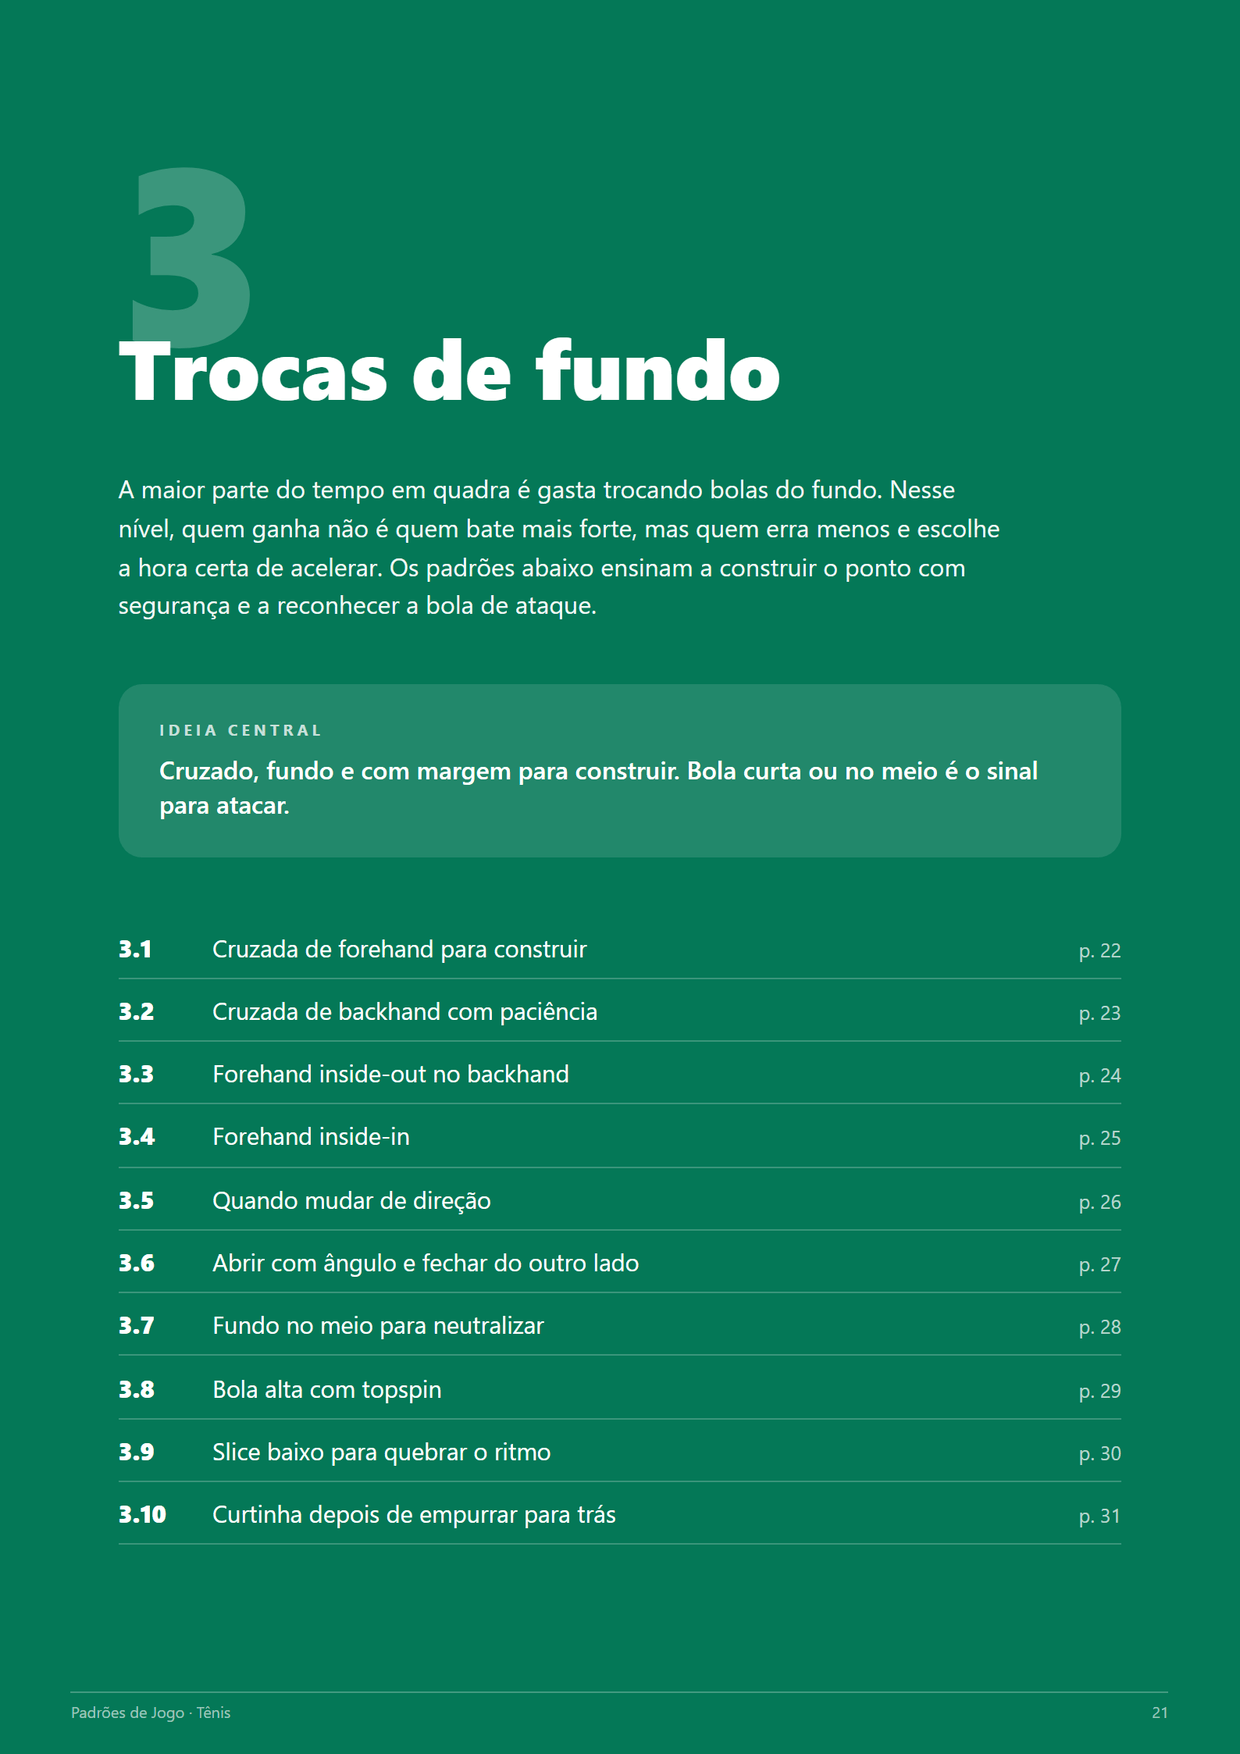 3
Trocas de fundo
A maior parte do tempo em quadra é gasta trocando bolas do fundo. Nesse
nível, quem ganha não é quem bate mais forte, mas quem erra menos e escolhe
a hora certa de acelerar. Os padrões abaixo ensinam a construir o ponto com
segurança e a reconhecer a bola de ataque.
IDEIA CENTRAL
Cruzado, fundo e com margem para construir. Bola curta ou no meio é o sinal
para atacar.
3.1 Cruzada de forehand para construir p. 22
3.2 Cruzada de backhand com paciência p. 23
3.3 Forehand inside-out no backhand p. 24
3.4 Forehand inside-in p. 25
3.5 Quando mudar de direção p. 26
3.6 Abrir com ângulo e fechar do outro lado p. 27
3.7 Fundo no meio para neutralizar p. 28
3.8 Bola alta com topspin p. 29
3.9 Slice baixo para quebrar o ritmo p. 30
3.10 Curtinha depois de empurrar para trás p. 31
Padrões de Jogo · Tênis 21